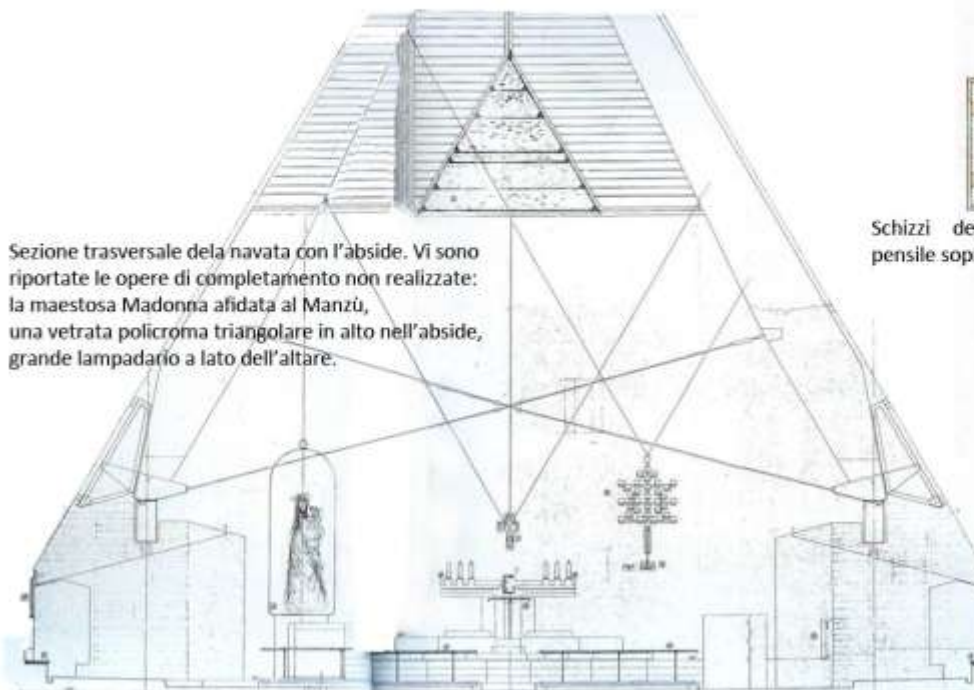 Sezione trasversale dela navata con l'abside. Vi sono
riportate le opere di completamento non realizzate:
la maestosa Madonna afidata al Manzù,
una vetrata policroma triangolare in alto nell'abside,
grande lampadario a lato dell'altare.
Schizzi de
pensile sop